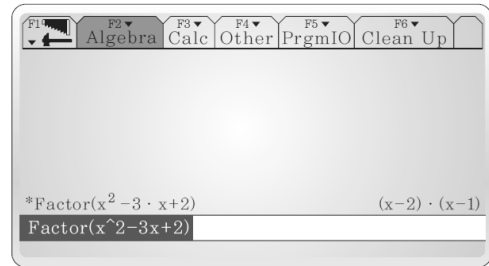 F1 F2 ▼ F3 ▼ F4 ▼ F5 ▼ F6 ▼
▼ Algebra Calc Other PrgmIO Clean Up
*Factor(x² −3 · x+2) (x−2) · (x−1)
Factor(x^2−3x+2)